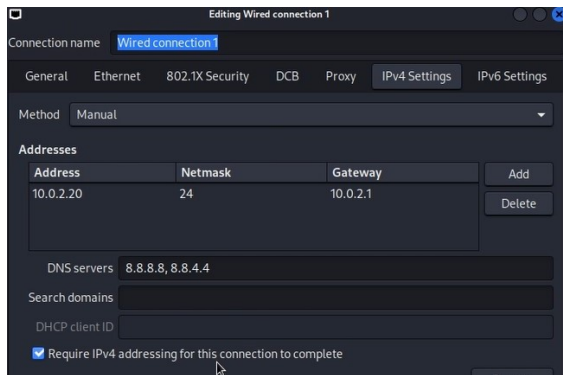 Editing Wired connection 1
Connection name Wired connection 1
General Ethernet 802.1X Security DCB Proxy IPv4 Settings IPv6 Settings
Method Manual
Addresses
Address Netmask Gateway
10.0.2.20 24 10.0.2.1
Add
Delete
DNS servers 8.8.8.8, 8.8.4.4
Search domains
DHCP client ID
Require IPv4 addressing for this connection to complete